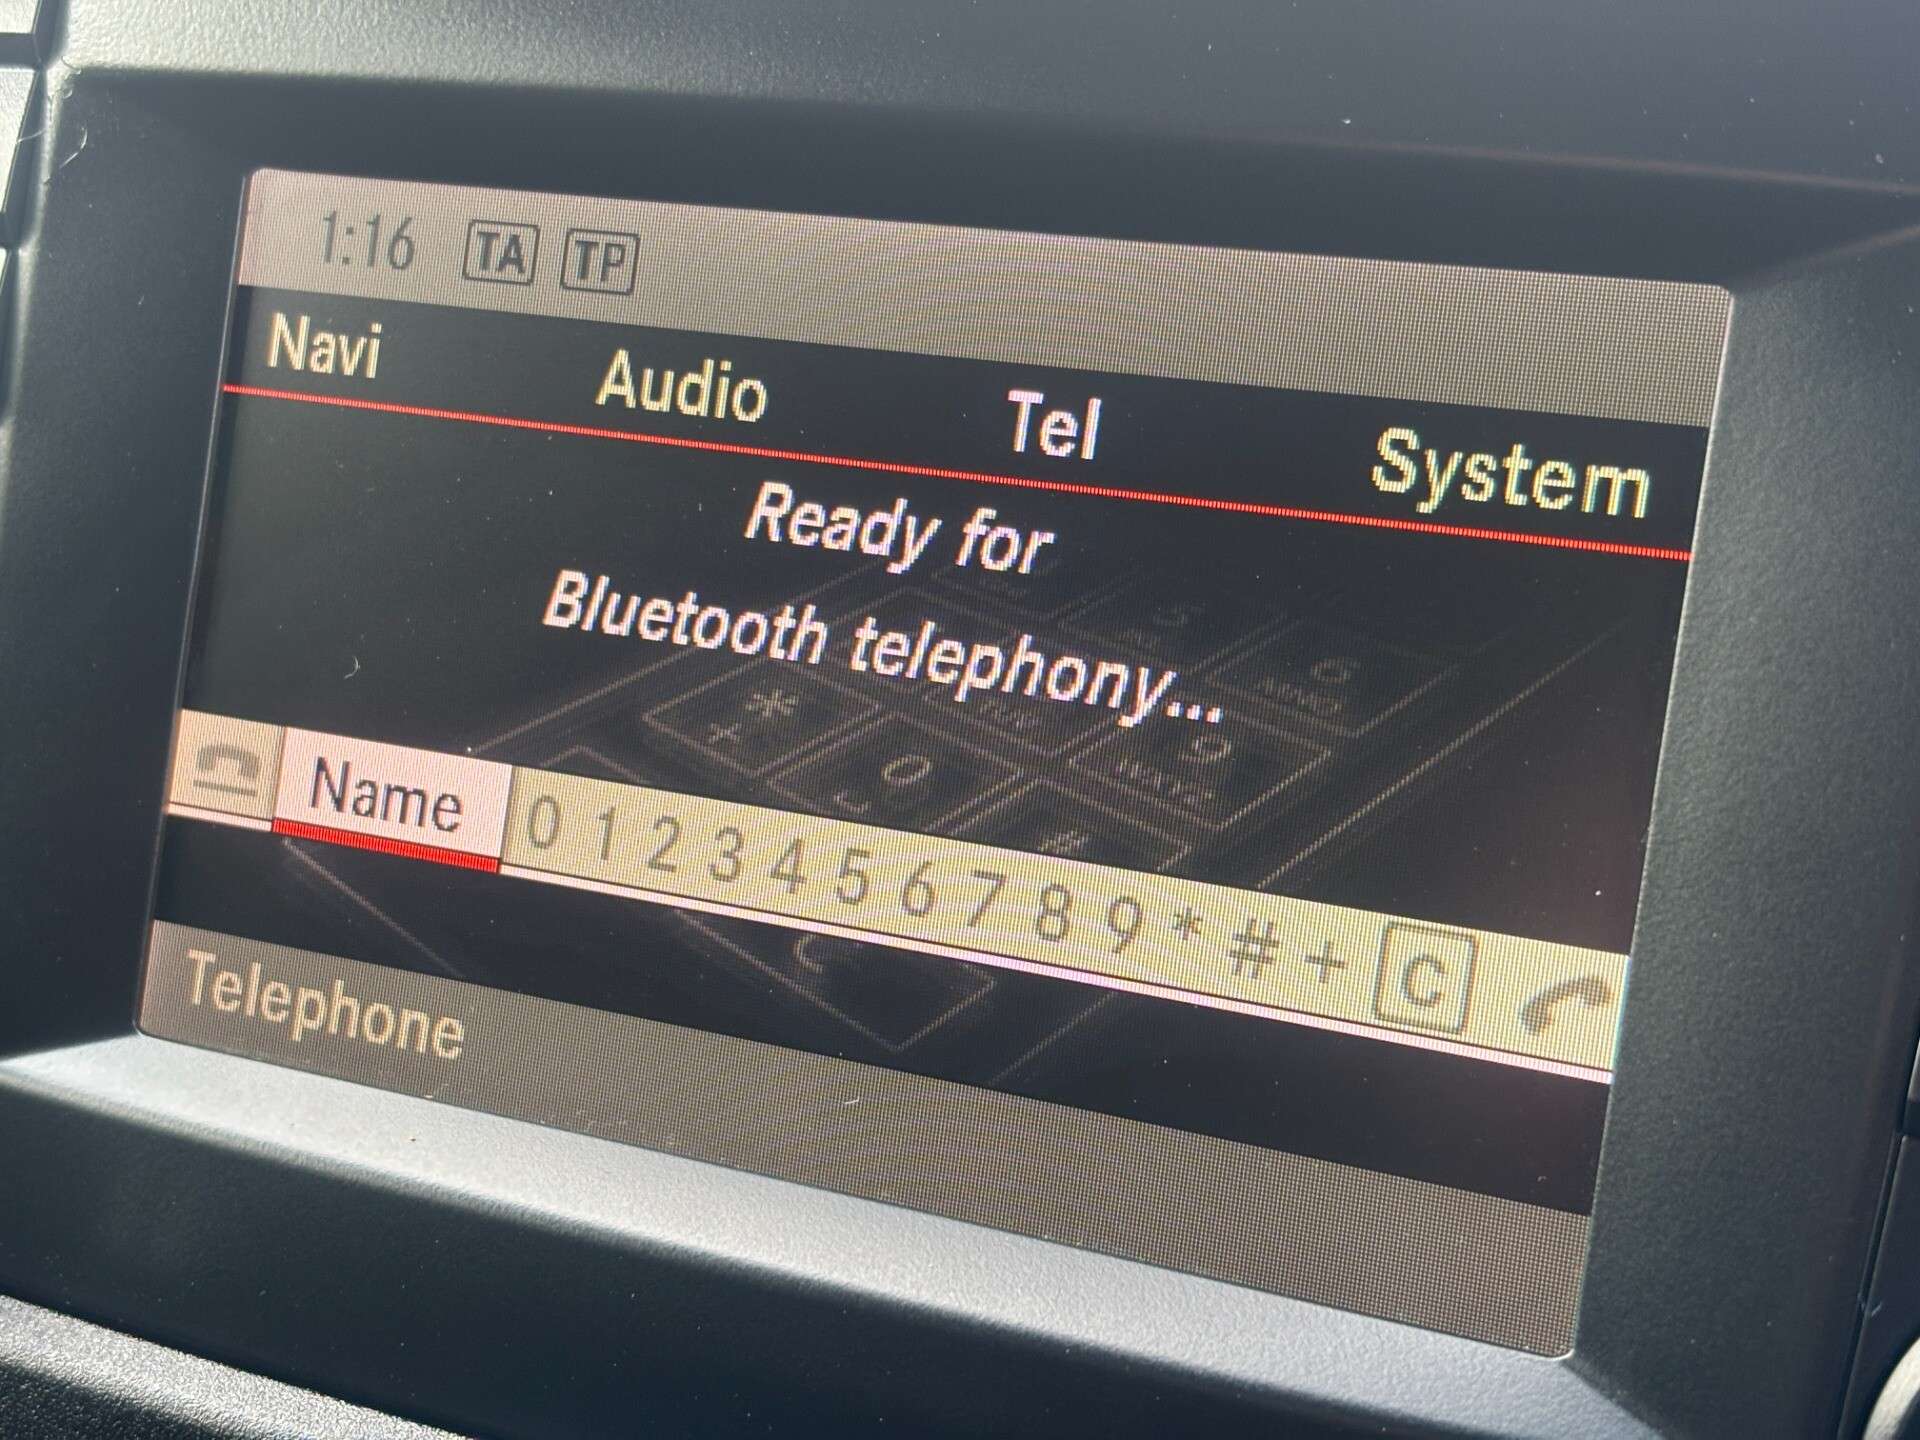 1:16 TA TP
Navi Audio Tel System
Ready for
Bluetooth telephony...
Name 0 1 2 3 4 5 6 7 8 9 * # + C
Telephone